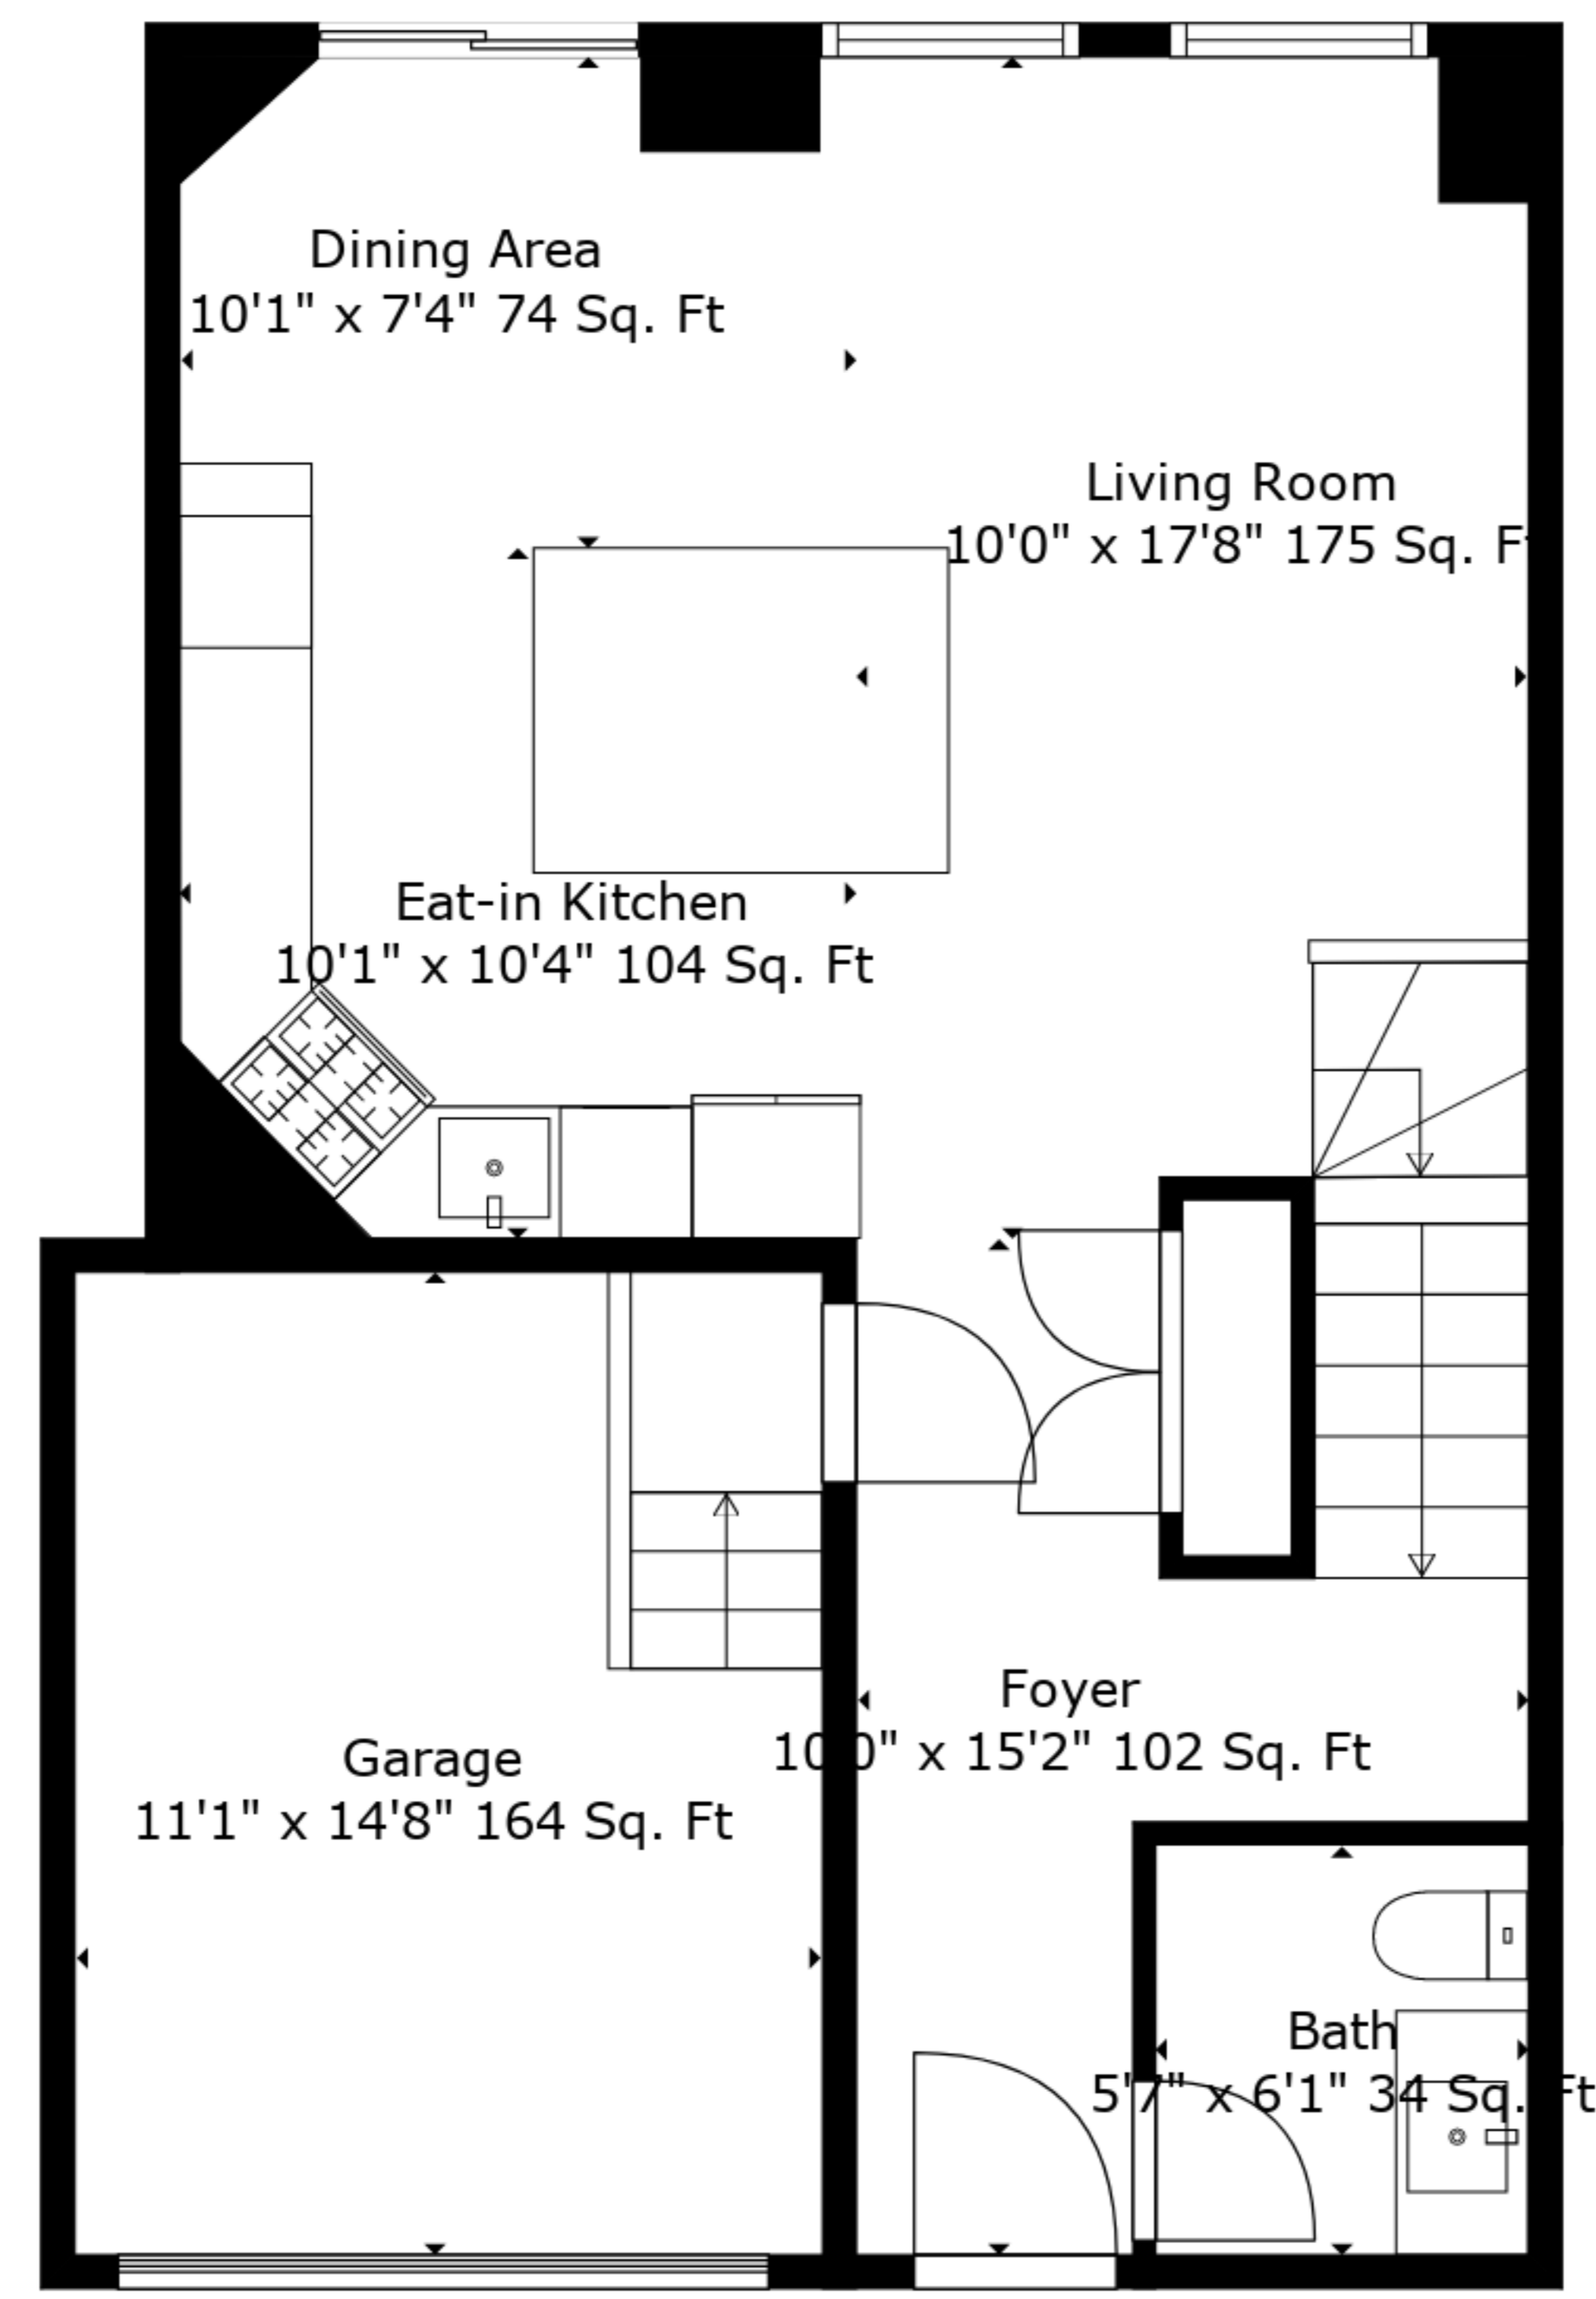 Dining Area
10'1" x 7'4" 74 Sq. Ft
Living Room
10'0" x 17'8" 175 Sq. Ft
Eat-in Kitchen
10'1" x 10'4" 104 Sq. Ft
Foyer
10'0" x 15'2" 102 Sq. Ft
Garage
11'1" x 14'8" 164 Sq. Ft
Bath
5'7" x 6'1" 34 Sq. Ft